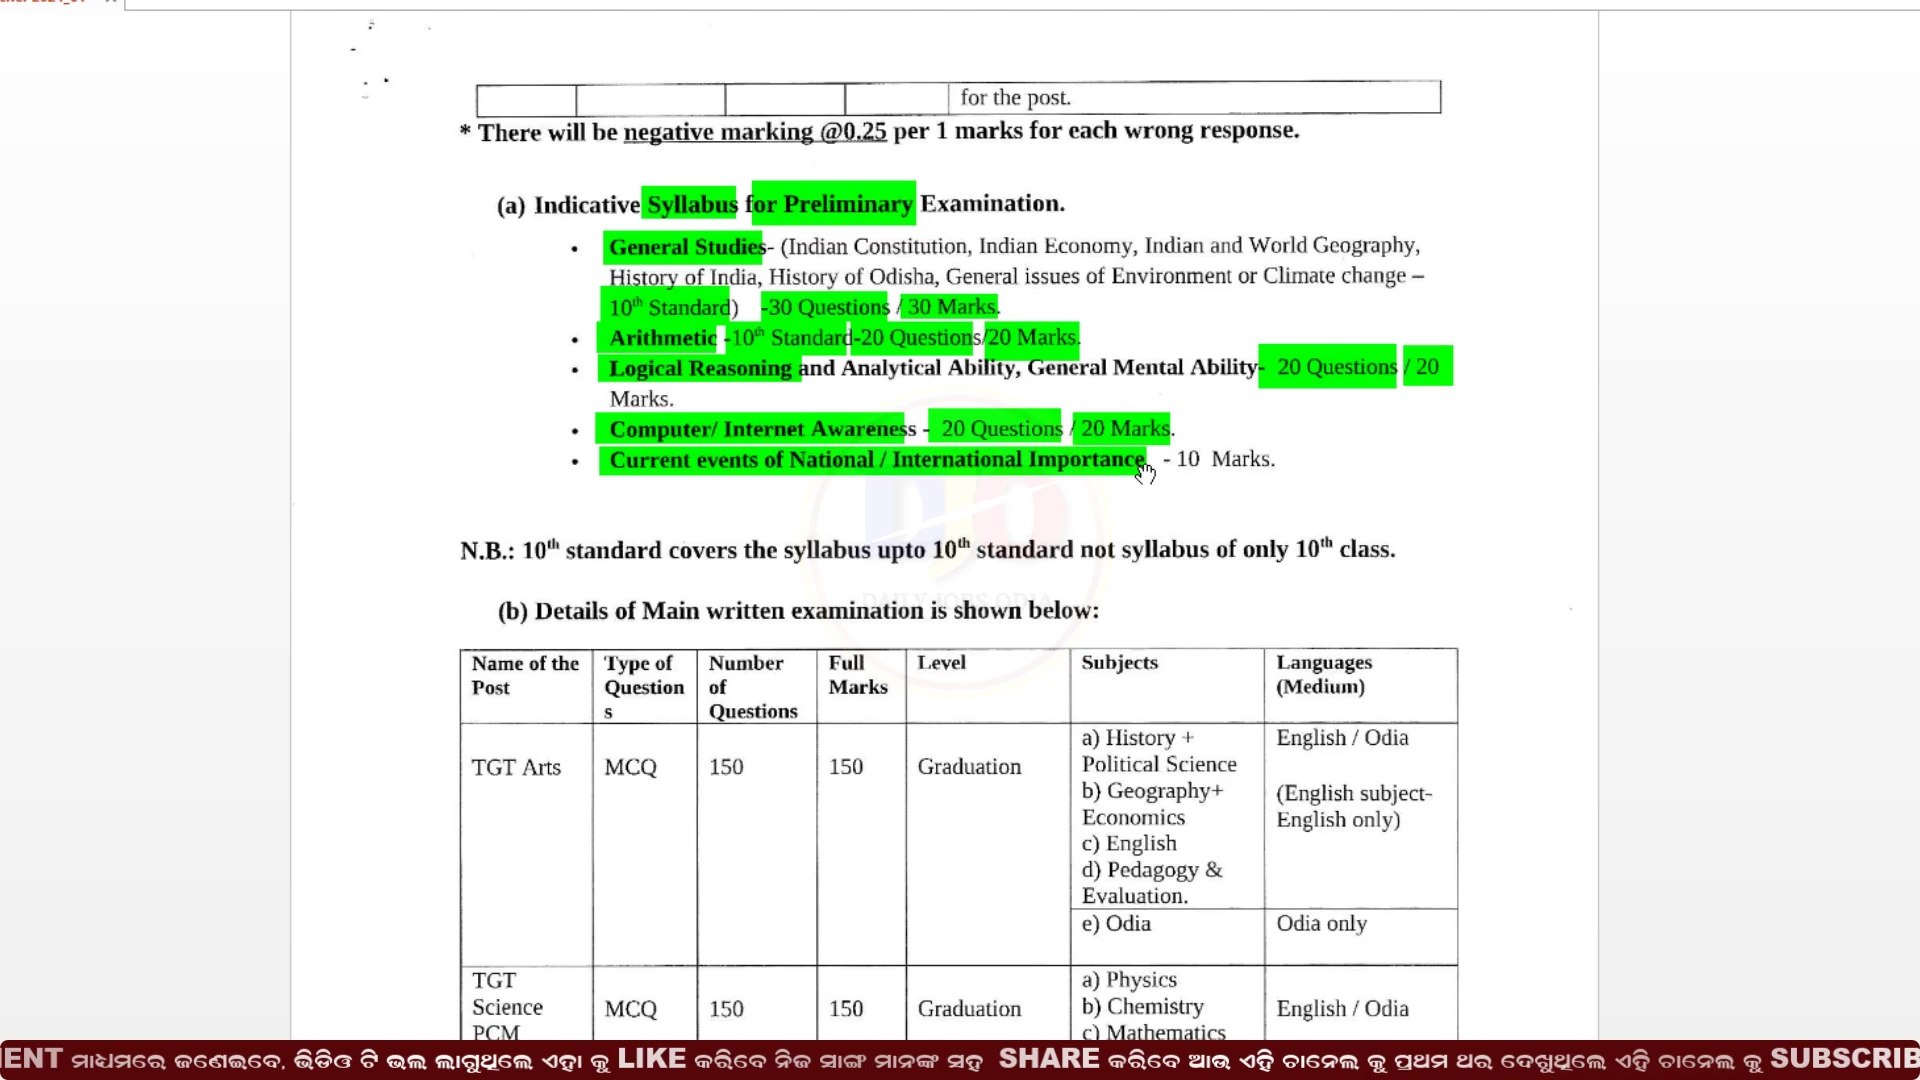 for the post.
* There will be negative marking @0.25 per 1 marks for each wrong response.
(a) Indicative Syllabus for Preliminary Examination.
• General Studies- (Indian Constitution, Indian Economy, Indian and World Geography,
History of India, History of Odisha, General issues of Environment or Climate change –
10th Standard) -30 Questions / 30 Marks.
• Arithmetic -10th Standard-20 Questions/20 Marks.
• Logical Reasoning and Analytical Ability, General Mental Ability- 20 Questions / 20
Marks.
• Computer/ Internet Awareness - 20 Questions / 20 Marks.
• Current events of National / International Importance - 10 Marks.
N.B.: 10th standard covers the syllabus upto 10th standard not syllabus of only 10th class.
DAILY JOBS ODIA
(b) Details of Main written examination is shown below:
Name of the
Post
Type of
Question
s
Number
of
Questions
Full
Marks
Level
Subjects
Languages
(Medium)
TGT Arts
MCQ
150
150
Graduation
a) History +
Political Science
b) Geography+
Economics
c) English
d) Pedagogy &
Evaluation.
English / Odia
(English subject-
English only)
e) Odia
Odia only
TGT
Science
PCM
MCQ
150
150
Graduation
a) Physics
b) Chemistry
c) Mathematics
English / Odia
MENT ମାଧ୍ୟମରେ ଜଣେଇବେ, ଭିଡିଓ ଟି ଭଲ ଲାଗୁଥିଲେ ଏହା କୁ LIKE କରିବେ ନିଜ ସାଙ୍ଗ ମାନଙ୍କ ସହ SHARE କରିବେ ଆଉ ଏହି ଚାନେଲ କୁ ପ୍ରଥମ ଥର ଦେଖୁଥିଲେ ଏହି ଚାନେଲ କୁ SUBSCRIB